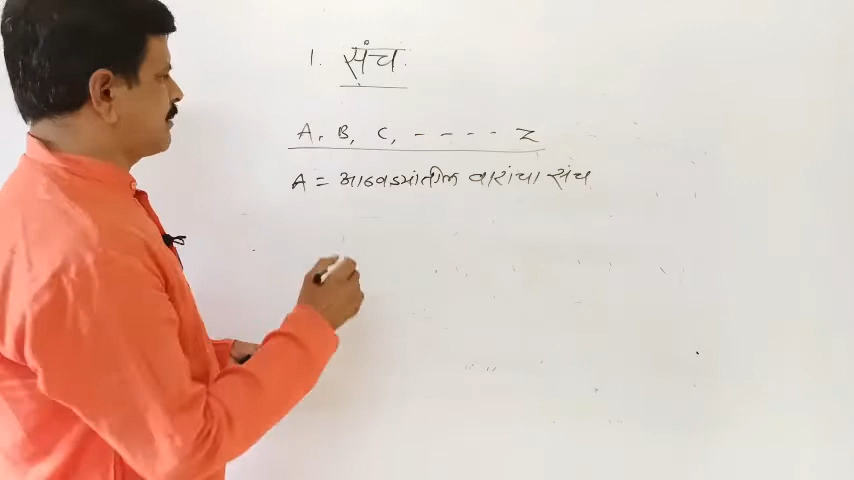 1. संच
A, B, C, - - - - Z
A = आठवड्यातील वारांचा संच